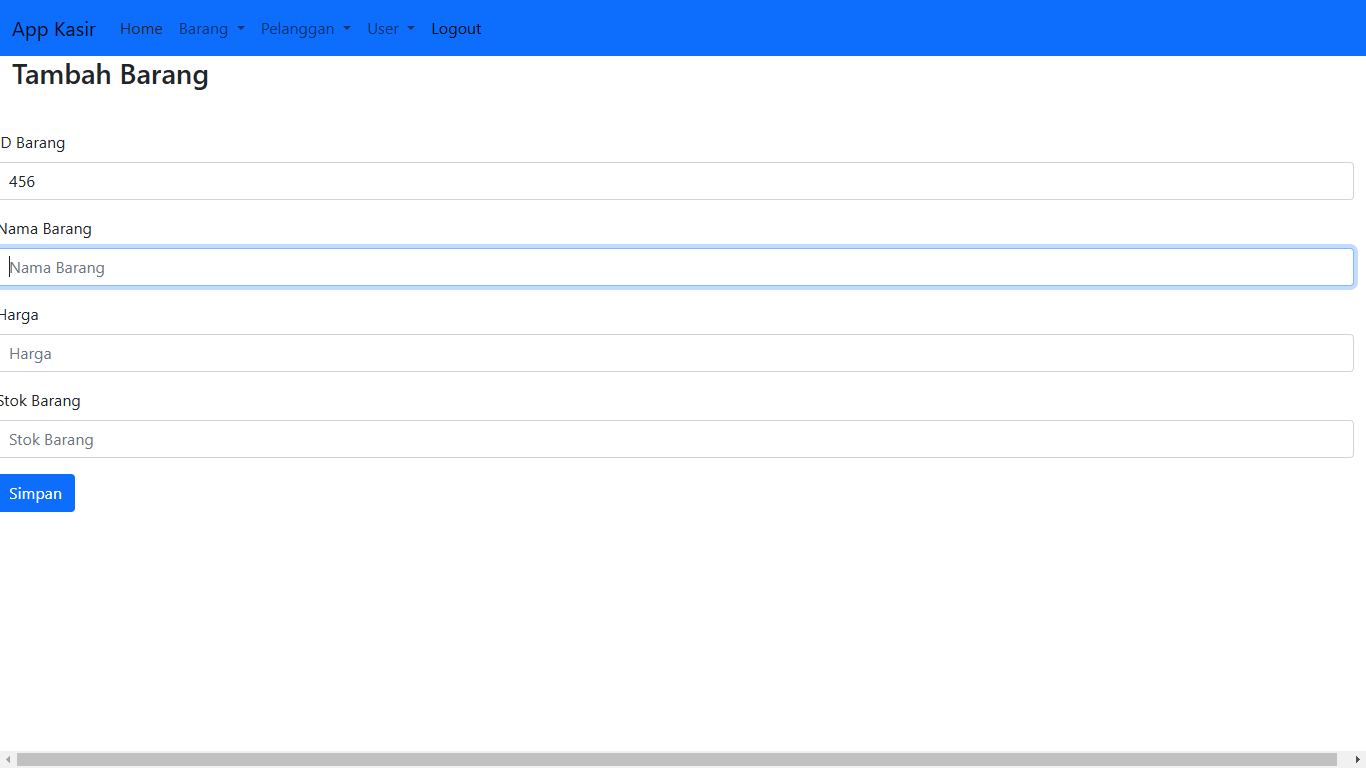 App Kasir Home Barang Pelanggan User Logout
Tambah Barang
D Barang
456
Nama Barang
Nama Barang
Harga
Harga
Stok Barang
Stok Barang
Simpan